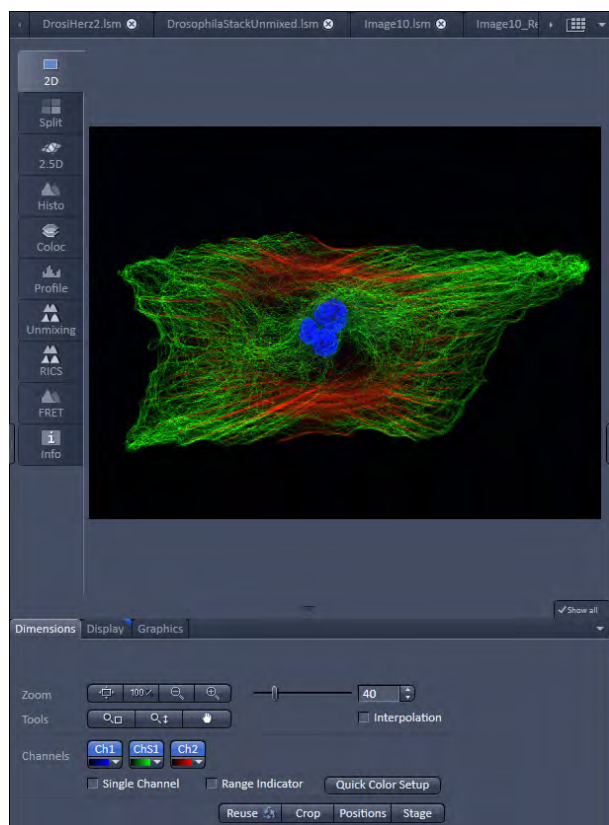 DrosiHerz2.lsm DrosophilaStackUnmixed.lsm Image10.lsm Image10_Re
2D
Split
2.5D
Histo
Coloc
Profile
Unmixing
RICS
FRET
i
Info
Show all
Dimensions Display Graphics
Zoom 100% 40
Tools Interpolation
Channels Ch1 ChS1 Ch2
Single Channel Range Indicator Quick Color Setup
Reuse Crop Positions Stage